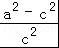 a² − c²
c²